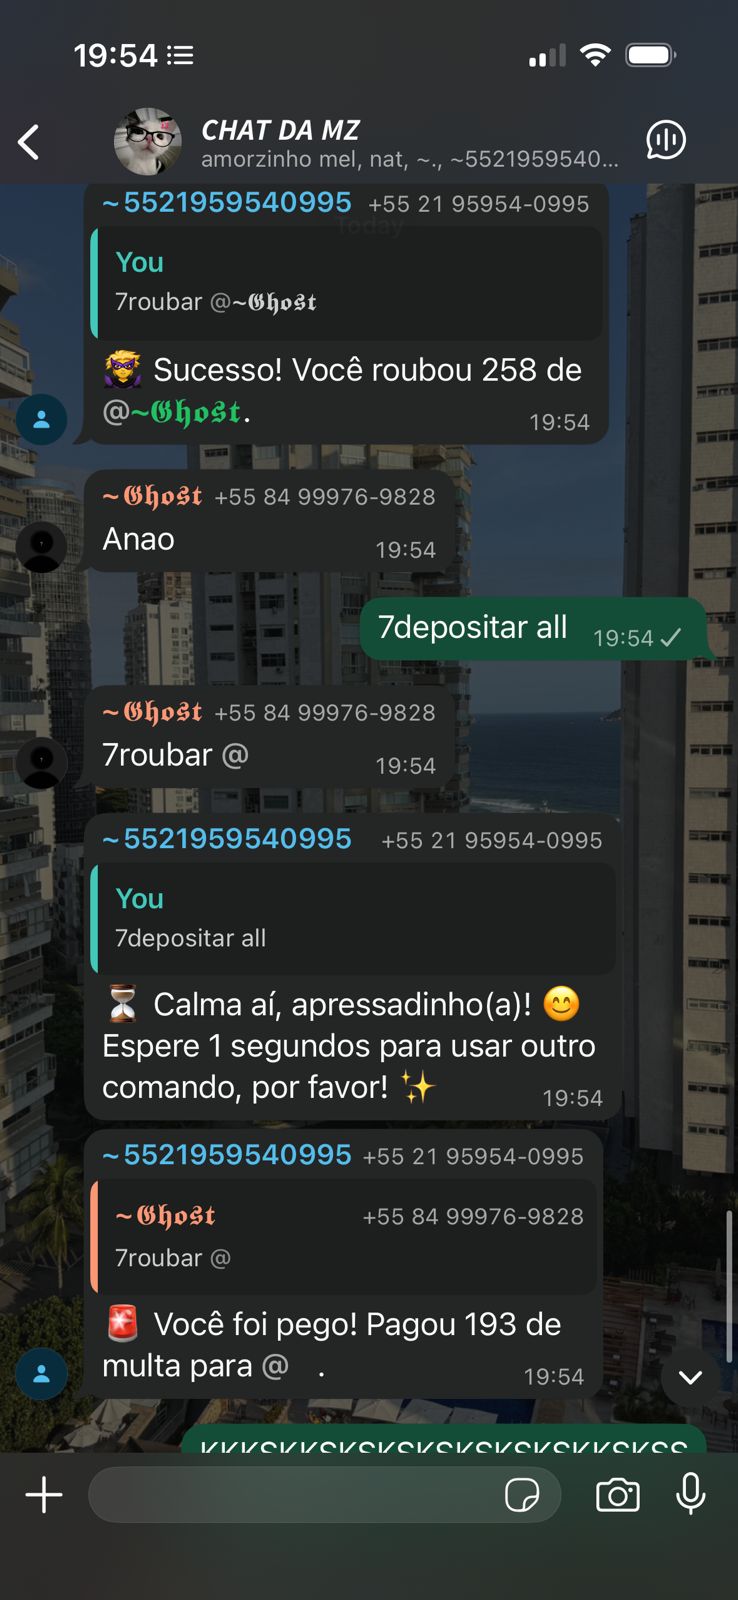 19:54
CHAT DA MZ
amorzinho mel, nat, ~., ~5521959540...
~5521959540995 +55 21 95954-0995
Today
You
7roubar @~𝕲𝖍𝖔𝖘𝖙
🦹 Sucesso! Você roubou 258 de
@~𝕲𝖍𝖔𝖘𝖙.
19:54
~𝕲𝖍𝖔𝖘𝖙 +55 84 99976-9828
Anao
19:54
7depositar all 19:54
~𝕲𝖍𝖔𝖘𝖙 +55 84 99976-9828
7roubar @
19:54
~5521959540995 +55 21 95954-0995
You
7depositar all
⏳ Calma aí, apressadinho(a)! 😊
Espere 1 segundos para usar outro
comando, por favor! ✨
19:54
~5521959540995 +55 21 95954-0995
~𝕲𝖍𝖔𝖘𝖙 +55 84 99976-9828
7roubar @
🚨 Você foi pego! Pagou 193 de
multa para @ .
19:54